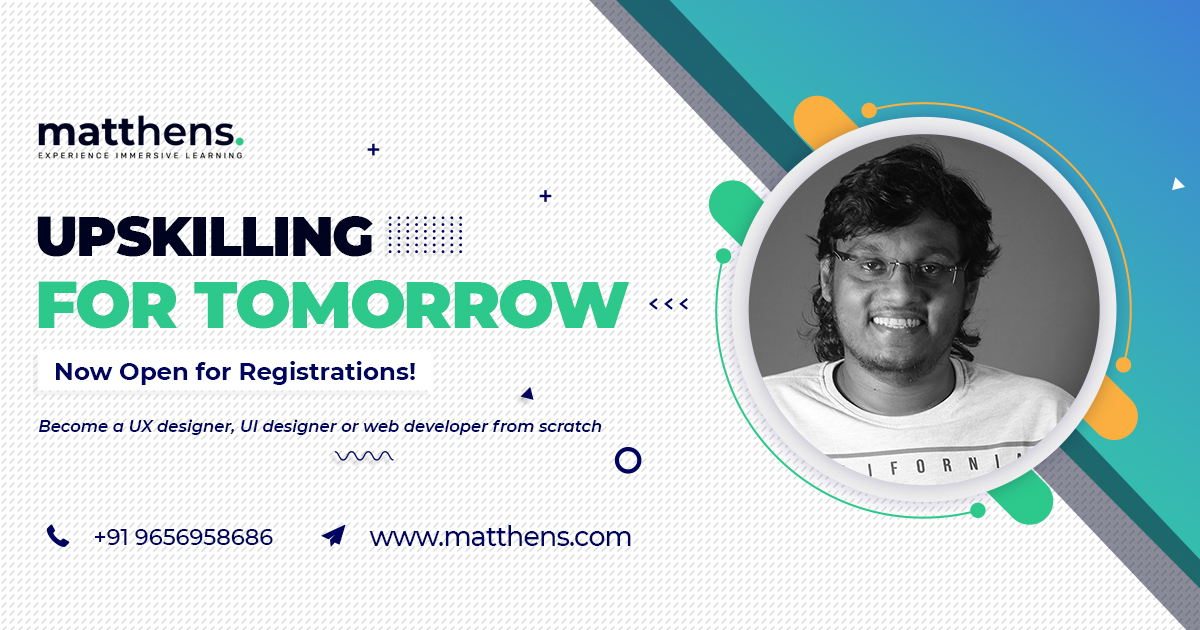 matthens.
EXPERIENCE IMMERSIVE LEARNING
UPSKILLING
FOR TOMORROW
Now Open for Registrations!
Become a UX designer, UI designer or web developer from scratch
+91 9656958686
www.matthens.com